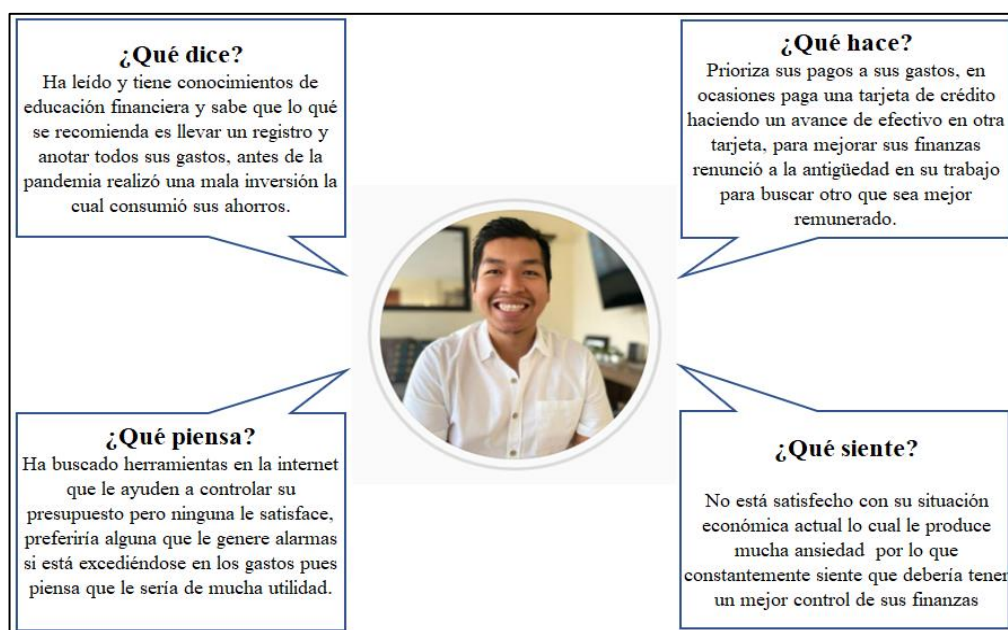 ¿Qué dice?
Ha leído y tiene conocimientos de
educación financiera y sabe que lo qué
se recomienda es llevar un registro y
anotar todos sus gastos, antes de la
pandemia realizó una mala inversión la
cual consumió sus ahorros.
¿Qué hace?
Prioriza sus pagos a sus gastos, en
ocasiones paga una tarjeta de crédito
haciendo un avance de efectivo en otra
tarjeta, para mejorar sus finanzas
renunció a la antigüedad en su trabajo
para buscar otro que sea mejor
remunerado.
¿Qué piensa?
Ha buscado herramientas en la internet
que le ayuden a controlar su
presupuesto pero ninguna le satisface,
preferiría alguna que le genere alarmas
si está excediéndose en los gastos pues
piensa que le sería de mucha utilidad.
¿Qué siente?
No está satisfecho con su situación
económica actual lo cual le produce
mucha ansiedad por lo que
constantemente siente que debería tener
un mejor control de sus finanzas